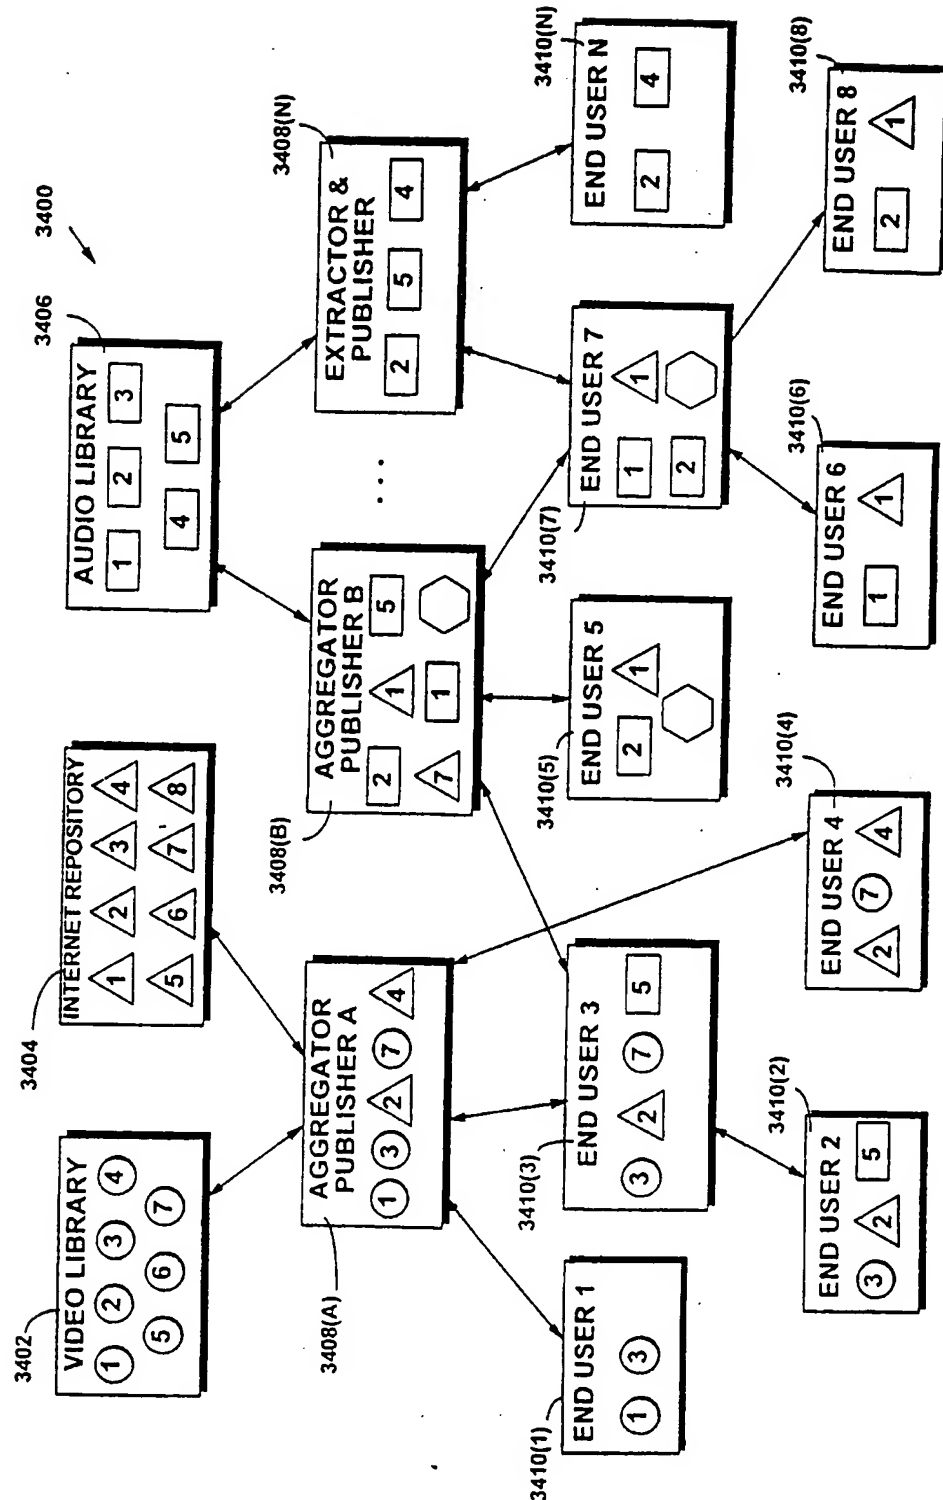 3400
3402
VIDEO LIBRARY
1 2 3 4
5 6 7
3404
INTERNET REPOSITORY
1 2 3 4
5 6 7 8
3406
AUDIO LIBRARY
1 2 3
4 5
3408(A)
AGGREGATOR
PUBLISHER A
1 3 2 7 4
3408(B)
AGGREGATOR
PUBLISHER B
2 1 5
7 1
...
3408(N)
EXTRACTOR &
PUBLISHER
2 5 4
3410(1)
END USER 1
1 3
3410(3)
END USER 3
3 2 7 5
3410(5)
END USER 5
2 1
3410(7)
END USER 7
1 1
2
3410(N)
END USER N
2 4
3410(2)
END USER 2
3 2 5
3410(4)
END USER 4
2 7 4
3410(6)
END USER 6
1 1
3410(8)
END USER 8
2 1